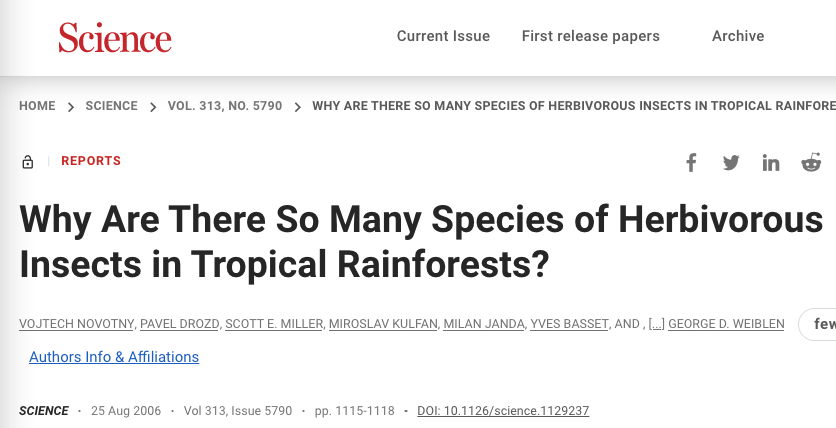 Science
Current Issue First release papers Archive
HOME > SCIENCE > VOL. 313, NO. 5790 > WHY ARE THERE SO MANY SPECIES OF HERBIVOROUS INSECTS IN TROPICAL RAINFORE
REPORTS
Why Are There So Many Species of Herbivorous
Insects in Tropical Rainforests?
VOJTECH NOVOTNY, PAVEL DROZD, SCOTT E. MILLER, MIROSLAV KULFAN, MILAN JANDA, YVES BASSET, AND , [...] GEORGE D. WEIBLEN few
Authors Info & Affiliations
SCIENCE · 25 Aug 2006 · Vol 313, Issue 5790 · pp. 1115-1118 · DOI: 10.1126/science.1129237